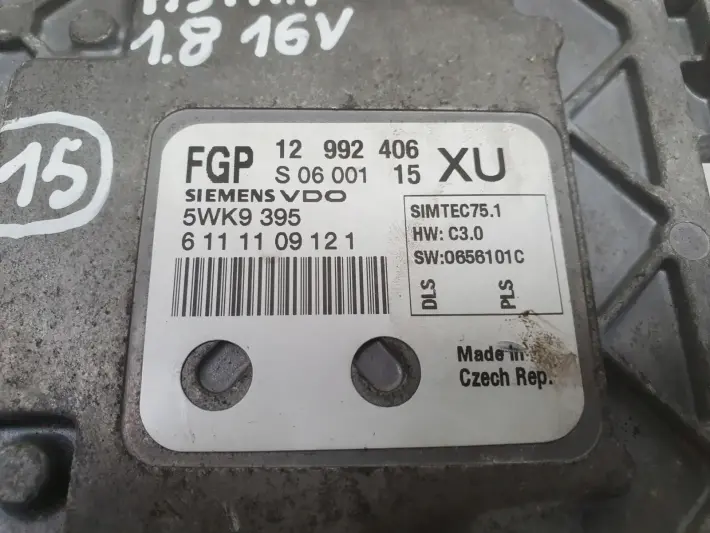 1.8 16V
15
FGP 12 992 406 XU
S 06 001 15
SIEMENS VDO
5WK9 395
6 11 11 09 12 1
SIMTEC75.1
HW: C3.0
SW:0656101C
DLS
PLS
Made in
Czech Rep.